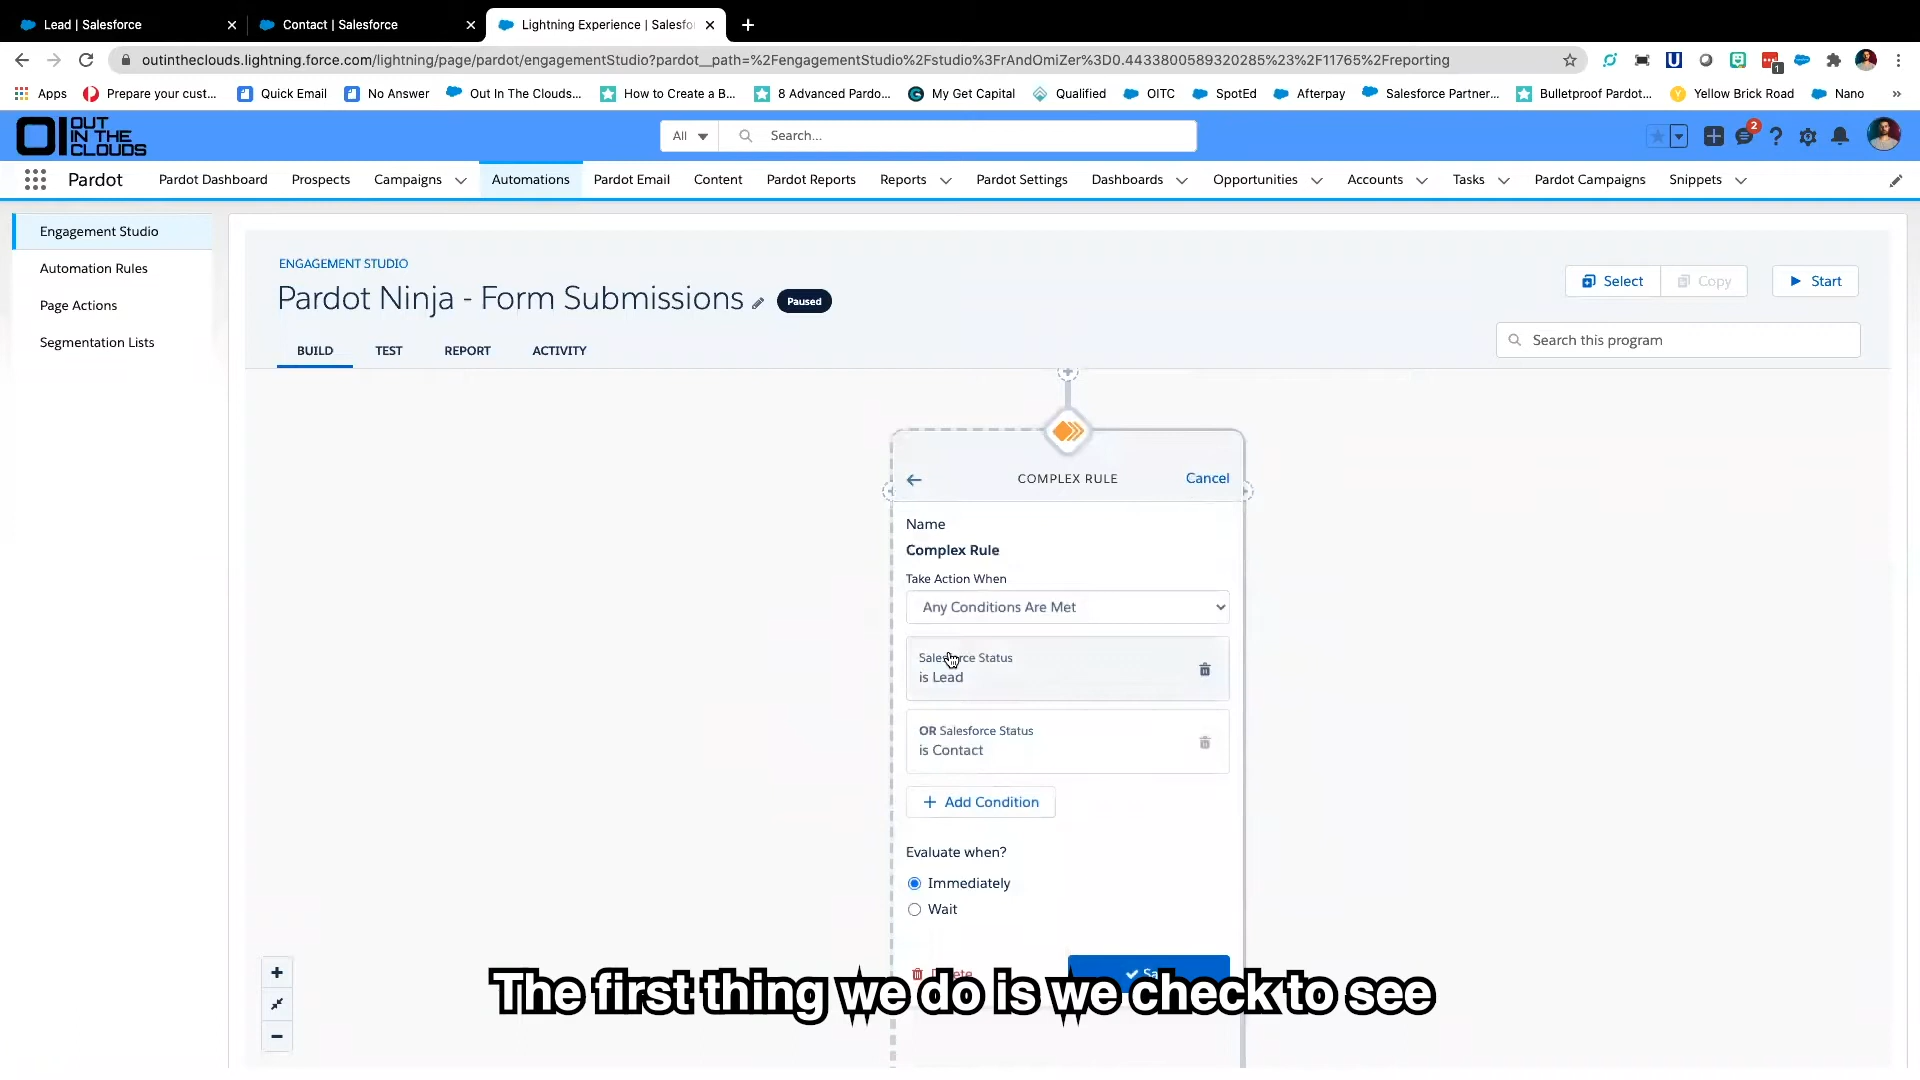 Lead | Salesforce
Contact | Salesforce
Lightning Experience | Salesfo
outintheclouds.lightning.force.com/lightning/page/pardot/engagementStudio?pardot__path=%2FengagementStudio%2Fstudio%3FrAndOmiZer%3D0.4433800589320285%23%2F11765%2Freporting
1
Apps
Prepare your cust...
Quick Email
No Answer
Out In The Clouds...
How to Create a B...
8 Advanced Pardo...
My Get Capital
Qualified
OITC
SpotEd
Afterpay
Salesforce Partner...
Bulletproof Pardot...
Yellow Brick Road
Nano
»
OI OUT
IN THE
CLOUDS
All
Search...
2
Pardot
Pardot Dashboard
Prospects
Campaigns
Automations
Pardot Email
Content
Pardot Reports
Reports
Pardot Settings
Dashboards
Opportunities
Accounts
Tasks
Pardot Campaigns
Snippets
Engagement Studio
Automation Rules
Page Actions
Segmentation Lists
ENGAGEMENT STUDIO
Pardot Ninja - Form Submissions
Paused
Select
Copy
Start
BUILD
TEST
REPORT
ACTIVITY
Search this program
COMPLEX RULE
Cancel
Name
Complex Rule
Take Action When
Any Conditions Are Met
Salesforce Status
is Lead
OR Salesforce Status
is Contact
+ Add Condition
Evaluate when?
Immediately
Wait
The first thing we do is we check to see